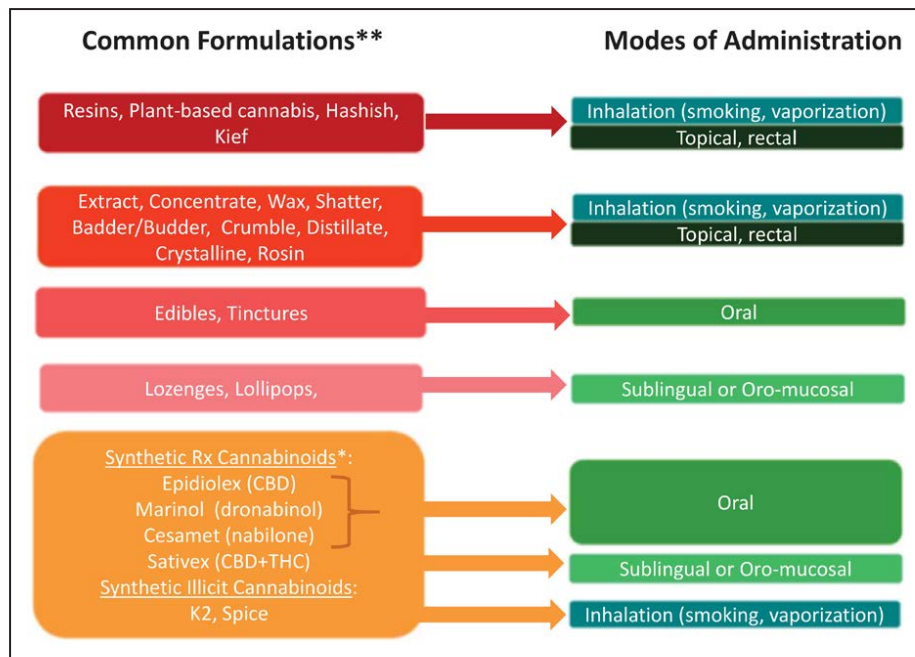 Common Formulations**
Modes of Administration
Resins, Plant-based cannabis, Hashish,
Kief
Inhalation (smoking, vaporization)
Topical, rectal
Extract, Concentrate, Wax, Shatter,
Badder/Budder, Crumble, Distillate,
Crystalline, Rosin
Inhalation (smoking, vaporization)
Topical, rectal
Edibles, Tinctures
Oral
Lozenges, Lollipops,
Sublingual or Oro-mucosal
Synthetic Rx Cannabinoids*:
Epidiolex (CBD)
Marinol (dronabinol)
Cesamet (nabilone)
Oral
Sativex (CBD+THC)
Sublingual or Oro-mucosal
Synthetic Illicit Cannabinoids:
K2, Spice
Inhalation (smoking, vaporization)